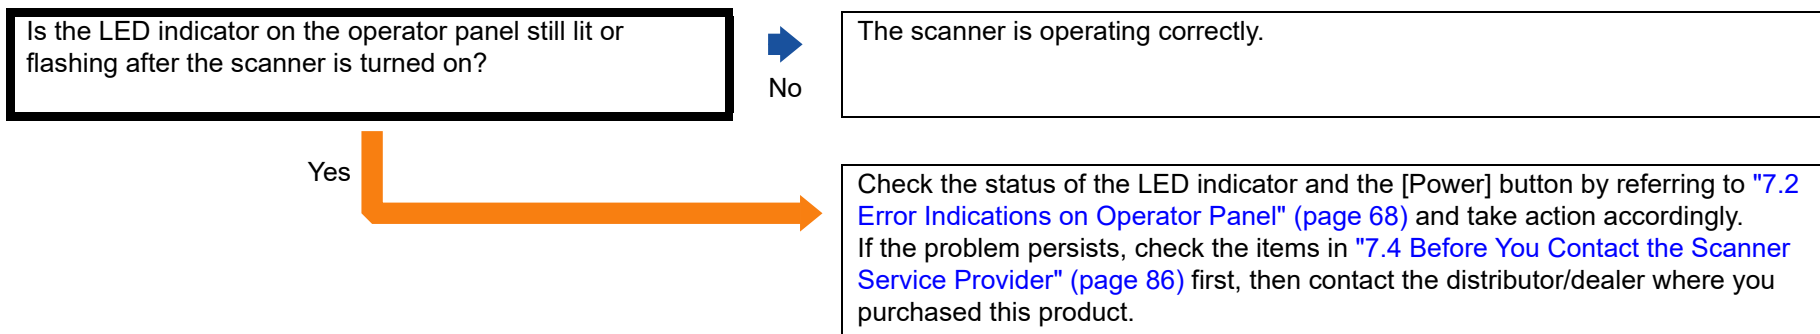 Is the LED indicator on the operator panel still lit or
flashing after the scanner is turned on?
No
The scanner is operating correctly.
Yes
Check the status of the LED indicator and the [Power] button by referring to "7.2
Error Indications on Operator Panel" (page 68) and take action accordingly.
If the problem persists, check the items in "7.4 Before You Contact the Scanner
Service Provider" (page 86) first, then contact the distributor/dealer where you
purchased this product.